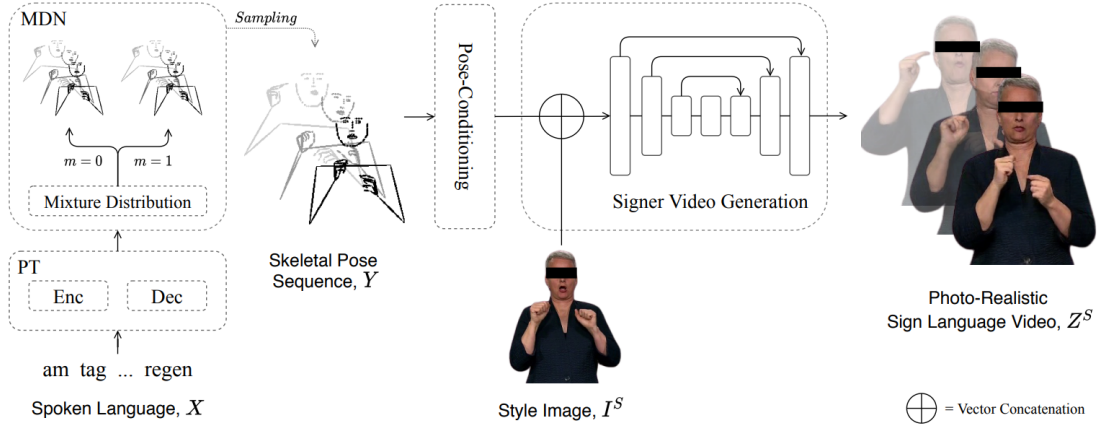 MDN
Sampling
m = 0
m = 1
Mixture Distribution
PT
Enc
Dec
am tag ... regen
Spoken Language, X
Skeletal Pose
Sequence, Y
Pose-Conditioning
Signer Video Generation
Style Image, I^S
Photo-Realistic
Sign Language Video, Z^S
= Vector Concatenation